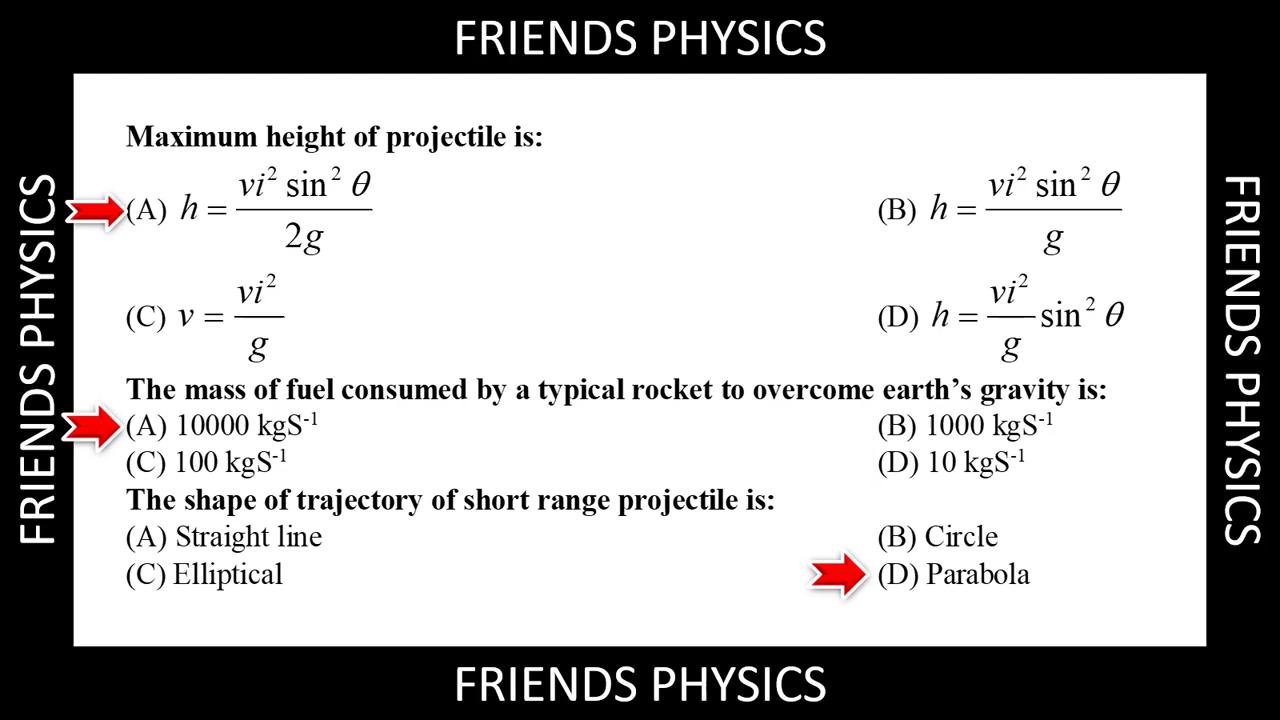 FRIENDS PHYSICS
FRIENDS PHYSICS
Maximum height of projectile is:
(A) h = vi² sin² θ / 2g (B) h = vi² sin² θ / g
(C) v = vi² / g (D) h = vi² / g sin² θ
The mass of fuel consumed by a typical rocket to overcome earth’s gravity is:
(A) 10000 kgS⁻¹ (B) 1000 kgS⁻¹
(C) 100 kgS⁻¹ (D) 10 kgS⁻¹
The shape of trajectory of short range projectile is:
(A) Straight line (B) Circle
(C) Elliptical (D) Parabola
FRIENDS PHYSICS
FRIENDS PHYSICS